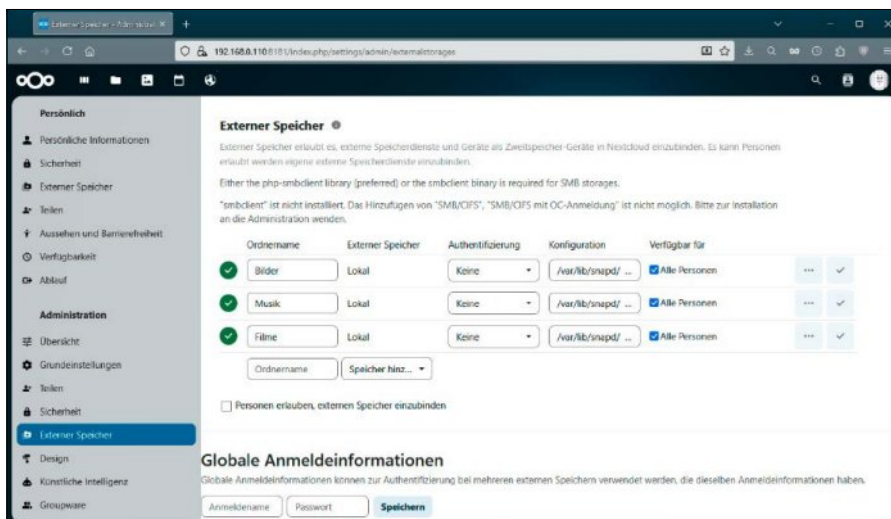 Externer Speicher - Administrat
192.168.0.110:8181/index.php/settings/admin/externalstorages
Persönlich
Persönliche Informationen
Sicherheit
Externer Speicher
Teilen
Aussehen und Barrierefreiheit
Verfügbarkeit
Ablauf
Administration
Übersicht
Grundeinstellungen
Teilen
Sicherheit
Externer Speicher
Design
Künstliche Intelligenz
Groupware
Externer Speicher
Externer Speicher erlaubt es, externe Speicherdienste und Geräte als Zweitspeicher-Geräte in Nextcloud einzubinden. Es kann Personen
erlaubt werden eigene externe Speicherdienste einzubinden.
Either the php-smbclient library (preferred) or the smbclient binary is required for SMB storages.
"smbclient" ist nicht installiert. Das Hinzufügen von "SMB/CIFS", "SMB/CIFS mit OC-Anmeldung" ist nicht möglich. Bitte zur Installation
an die Administration wenden.
Ordnername Externer Speicher Authentifizierung Konfiguration Verfügbar für
Bilder Lokal Keine /var/lib/snapd/ ... Alle Personen
Musik Lokal Keine /var/lib/snapd/ ... Alle Personen
Filme Lokal Keine /var/lib/snapd/ ... Alle Personen
Ordnername Speicher hinz...
Personen erlauben, externen Speicher einzubinden
Globale Anmeldeinformationen
Globale Anmeldeinformationen können zur Authentifizierung bei mehreren externen Speichern verwendet werden, die dieselben Anmeldeinformationen haben.
Anmeldename Passwort Speichern